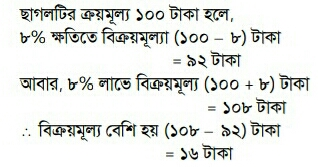 ছাগলটির ক্রয়মূল্য ১০০ টাকা হলে,
৮% ক্ষতিতে বিক্রয়মূল্যা (১০০ – ৮) টাকা
= ৯২ টাকা
আবার, ৮% লাভে বিক্রয়মূল্য (১০০ + ৮) টাকা
= ১০৮ টাকা
∴ বিক্রয়মূল্য বেশি হয় (১০৮ – ৯২) টাকা
= ১৬ টাকা